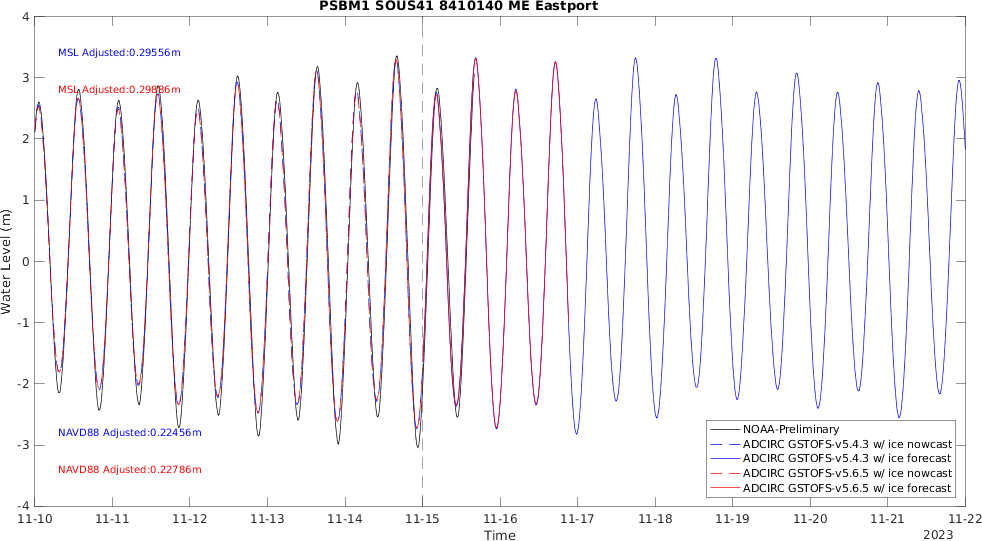 PSBM1 SOUS41 8410140 ME Eastport
4
3
2
1
0
-1
-2
-3
-4
Water Level (m)
MSL Adjusted:0.29556m
MSL Adjusted:0.29886m
NAVD88 Adjusted:0.22456m
NAVD88 Adjusted:0.22786m
NOAA-Preliminary
ADCIRC GSTOFS-v5.4.3 w/ ice nowcast
ADCIRC GSTOFS-v5.4.3 w/ ice forecast
ADCIRC GSTOFS-v5.6.5 w/ ice nowcast
ADCIRC GSTOFS-v5.6.5 w/ ice forecast
11-10 11-11 11-12 11-13 11-14 11-15 11-16 11-17 11-18 11-19 11-20 11-21 11-22
Time
2023